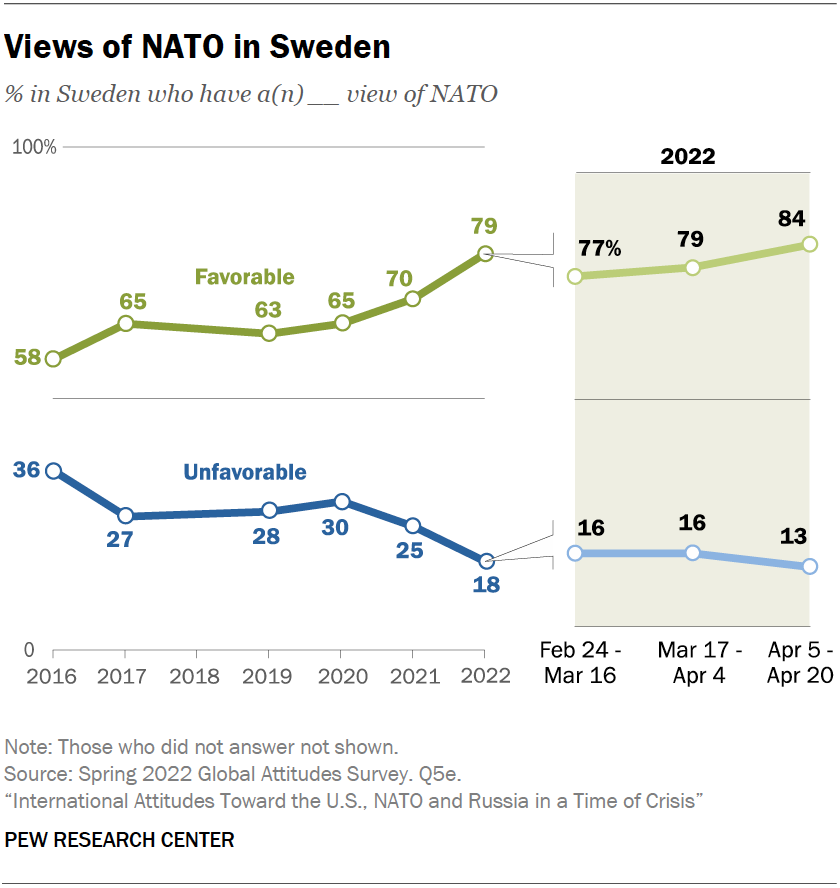 Views of NATO in Sweden
% in Sweden who have a(n) __ view of NATO
100%
2022
58
65
63
65
70
79
Favorable
77%
79
84
36
27
28
30
25
18
Unfavorable
16
16
13
0
2016 2017 2018 2019 2020 2021 2022
Feb 24 -
Mar 16
Mar 17 -
Apr 4
Apr 5 -
Apr 20
Note: Those who did not answer not shown.
Source: Spring 2022 Global Attitudes Survey. Q5e.
“International Attitudes Toward the U.S., NATO and Russia in a Time of Crisis”
PEW RESEARCH CENTER